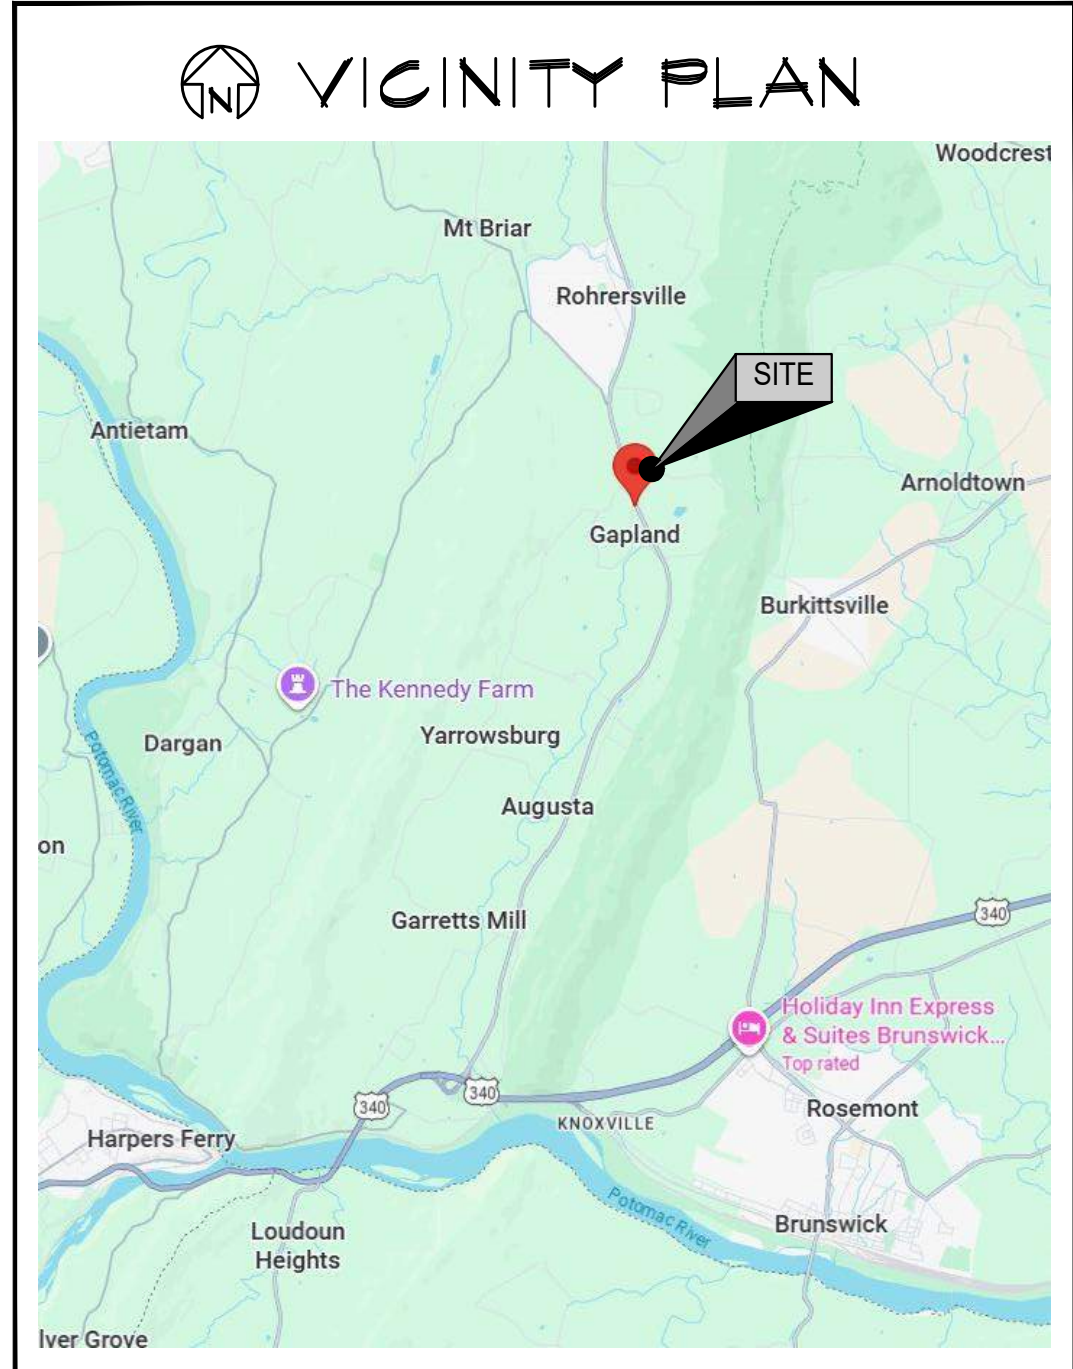 N VICINITY PLAN
Woodcrest
Mt Briar
Rohrersville
SITE
Antietam
Arnoldtown
Gapland
Burkittsville
The Kennedy Farm
Yarrowsburg
Dargan
Potomac River
Augusta
on
Garretts Mill
340
Holiday Inn Express
& Suites Brunswick...
Top rated
340
340
KNOXVILLE
Rosemont
Harpers Ferry
Potomac River
Brunswick
Loudoun
Heights
lver Grove